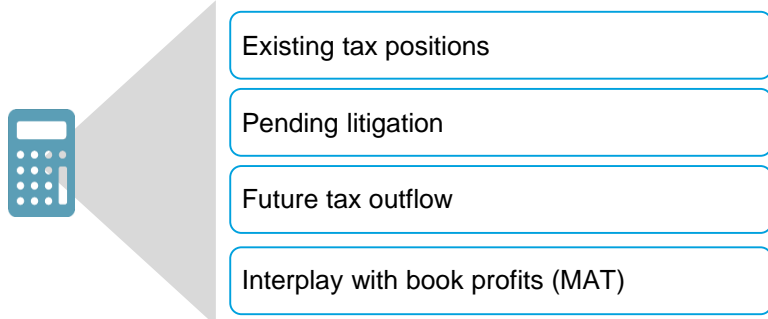 Existing tax positions
Pending litigation
Future tax outflow
Interplay with book profits (MAT)